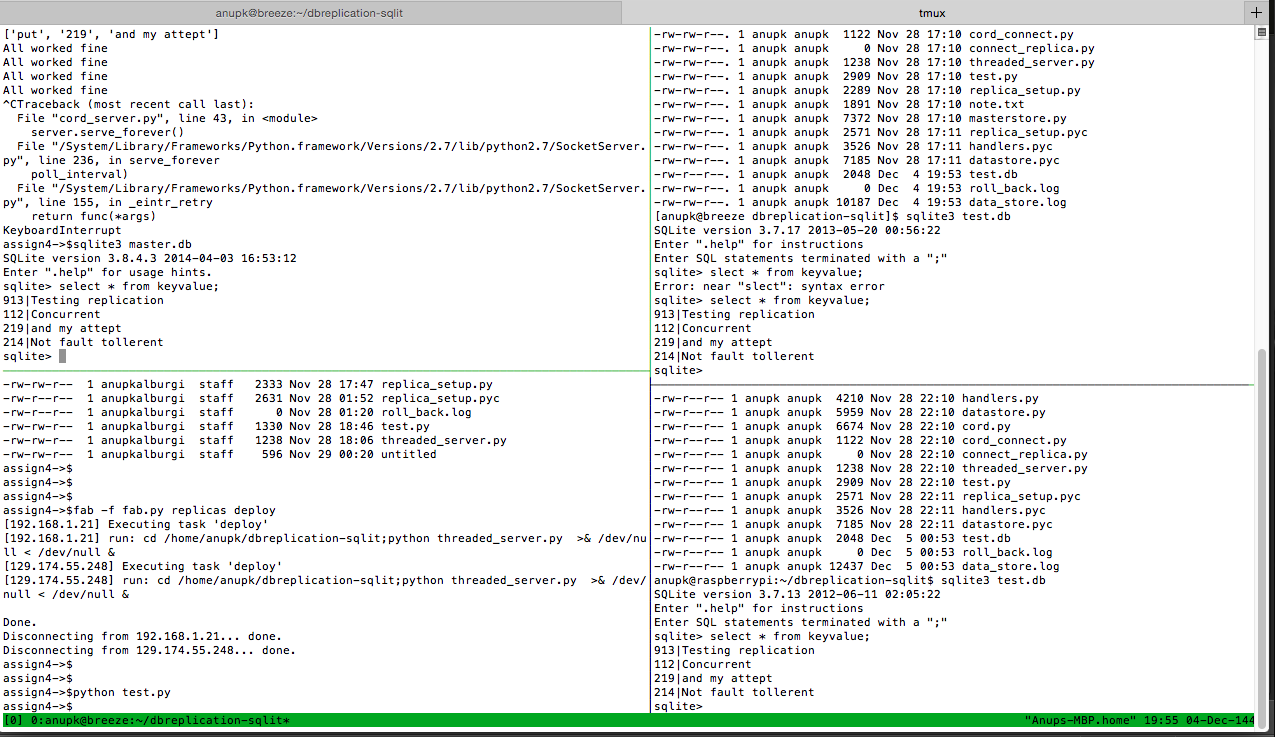 anupk@breeze:~/dbreplication-sqlit
tmux
+
['put', '219', 'and my attept']
All worked fine
All worked fine
All worked fine
All worked fine
^CTraceback (most recent call last):
  File "cord_server.py", line 43, in <module>
    server.serve_forever()
  File "/System/Library/Frameworks/Python.framework/Versions/2.7/lib/python2.7/SocketServer.
py", line 236, in serve_forever
    poll_interval)
  File "/System/Library/Frameworks/Python.framework/Versions/2.7/lib/python2.7/SocketServer.
py", line 155, in _eintr_retry
    return func(*args)
KeyboardInterrupt
assign4->$sqlite3 master.db
SQLite version 3.8.4.3 2014-04-03 16:53:12
Enter ".help" for usage hints.
sqlite> select * from keyvalue;
913|Testing replication
112|Concurrent
219|and my attept
214|Not fault tollerent
sqlite>
-rw-rw-r--  1 anupkalburgi  staff   2333 Nov 28 17:47 replica_setup.py
-rw-rw-r--  1 anupkalburgi  staff   2631 Nov 28 01:52 replica_setup.pyc
-rw-rw-r--  1 anupkalburgi  staff      0 Nov 28 01:20 roll_back.log
-rw-rw-r--  1 anupkalburgi  staff   1330 Nov 28 18:46 test.py
-rw-rw-r--  1 anupkalburgi  staff   1238 Nov 28 18:06 threaded_server.py
-rw-rw-r--  1 anupkalburgi  staff    596 Nov 29 00:20 untitled
assign4->$
assign4->$
assign4->$
assign4->$fab -f fab.py replicas deploy
[192.168.1.21] Executing task 'deploy'
[192.168.1.21] run: cd /home/anupk/dbreplication-sqlit;python threaded_server.py  >& /dev/nu
ll < /dev/null &
[129.174.55.248] Executing task 'deploy'
[129.174.55.248] run: cd /home/anupk/dbreplication-sqlit;python threaded_server.py  >& /dev/
null < /dev/null &
Done.
Disconnecting from 192.168.1.21... done.
Disconnecting from 129.174.55.248... done.
assign4->$
assign4->$
assign4->$python test.py
assign4->$
-rw-rw-r--. 1 anupk anupk  1122 Nov 28 17:10 cord_connect.py
-rw-rw-r--. 1 anupk anupk     0 Nov 28 17:10 connect_replica.py
-rw-rw-r--. 1 anupk anupk  1238 Nov 28 17:10 threaded_server.py
-rw-rw-r--. 1 anupk anupk  2909 Nov 28 17:10 test.py
-rw-rw-r--. 1 anupk anupk  2289 Nov 28 17:10 replica_setup.py
-rw-rw-r--. 1 anupk anupk  1891 Nov 28 17:10 note.txt
-rw-rw-r--. 1 anupk anupk  7372 Nov 28 17:10 masterstore.py
-rw-rw-r--. 1 anupk anupk  2571 Nov 28 17:11 replica_setup.pyc
-rw-rw-r--. 1 anupk anupk  3526 Nov 28 17:11 handlers.pyc
-rw-rw-r--. 1 anupk anupk  7185 Nov 28 17:11 datastore.pyc
-rw-rw-r--. 1 anupk anupk  2048 Dec  4 19:53 test.db
-rw-rw-r--. 1 anupk anupk     0 Dec  4 19:53 roll_back.log
-rw-rw-r--. 1 anupk anupk 10187 Dec  4 19:53 data_store.log
[anupk@breeze dbreplication-sqlit]$ sqlite3 test.db
SQLite version 3.7.17 2013-05-20 00:56:22
Enter ".help" for instructions
Enter SQL statements terminated with a ";"
sqlite> slect * from keyvalue;
Error: near "slect": syntax error
sqlite> select * from keyvalue;
913|Testing replication
112|Concurrent
219|and my attept
214|Not fault tollerent
sqlite>
-rw-r--r-- 1 anupk anupk  4210 Nov 28 22:10 handlers.py
-rw-r--r-- 1 anupk anupk  5959 Nov 28 22:10 datastore.py
-rw-r--r-- 1 anupk anupk  6674 Nov 28 22:10 cord.py
-rw-r--r-- 1 anupk anupk  1122 Nov 28 22:10 cord_connect.py
-rw-r--r-- 1 anupk anupk     0 Nov 28 22:10 connect_replica.py
-rw-r--r-- 1 anupk anupk  1238 Nov 28 22:10 threaded_server.py
-rw-r--r-- 1 anupk anupk  2909 Nov 28 22:10 test.py
-rw-r--r-- 1 anupk anupk  2571 Nov 28 22:11 replica_setup.pyc
-rw-r--r-- 1 anupk anupk  3526 Nov 28 22:11 handlers.pyc
-rw-r--r-- 1 anupk anupk  7185 Nov 28 22:11 datastore.pyc
-rw-r--r-- 1 anupk anupk  2048 Dec  5 00:53 test.db
-rw-r--r-- 1 anupk anupk     0 Dec  5 00:53 roll_back.log
-rw-r--r-- 1 anupk anupk 12437 Dec  5 00:53 data_store.log
anupk@raspberrypi:~/dbreplication-sqlit$ sqlite3 test.db
SQLite version 3.7.13 2012-06-11 02:05:22
Enter ".help" for instructions
Enter SQL statements terminated with a ";"
sqlite> select * from keyvalue;
913|Testing replication
112|Concurrent
219|and my attept
214|Not fault tollerent
sqlite>
[0] 0:anupk@breeze:~/dbreplication-sqlit*
"Anups-MBP.home" 19:55 04-Dec-144